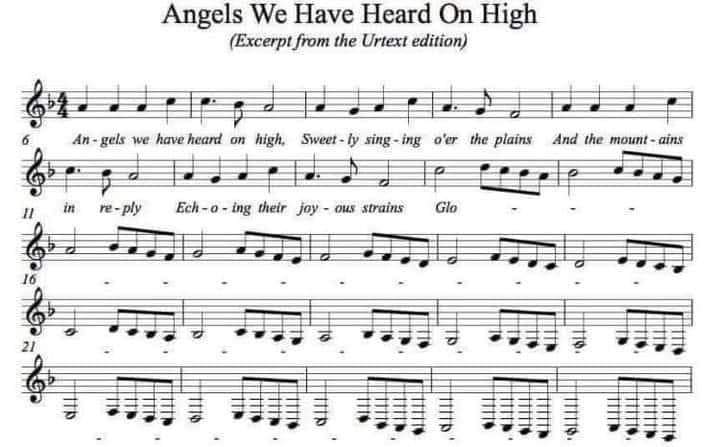 Angels We Have Heard On High
(Excerpt from the Urtext edition)
An - gels we have heard on high, Sweet - ly sing - ing o'er the plains And the mount - ains
6
in re - ply Ech - o - ing their joy - ous strains Glo - - -
11
- - - - - - - - - -
16
- - - - - - - - - -
21
- - - - - - - - - -